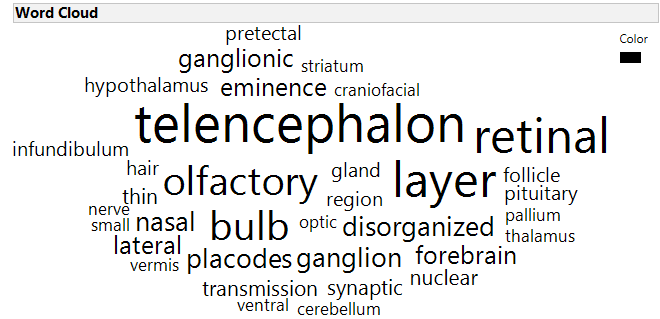 Word Cloud
Color
pretectal
ganglionic
striatum
hypothalamus
eminence
craniofacial
telencephalon
retinal
infundibulum
hair
olfactory
gland
layer
follicle
thin
region
pituitary
nerve
small
nasal
bulb
optic
disorganized
pallium
thalamus
lateral
vermis
placodes
ganglion
forebrain
nuclear
transmission
synaptic
ventral
cerebellum